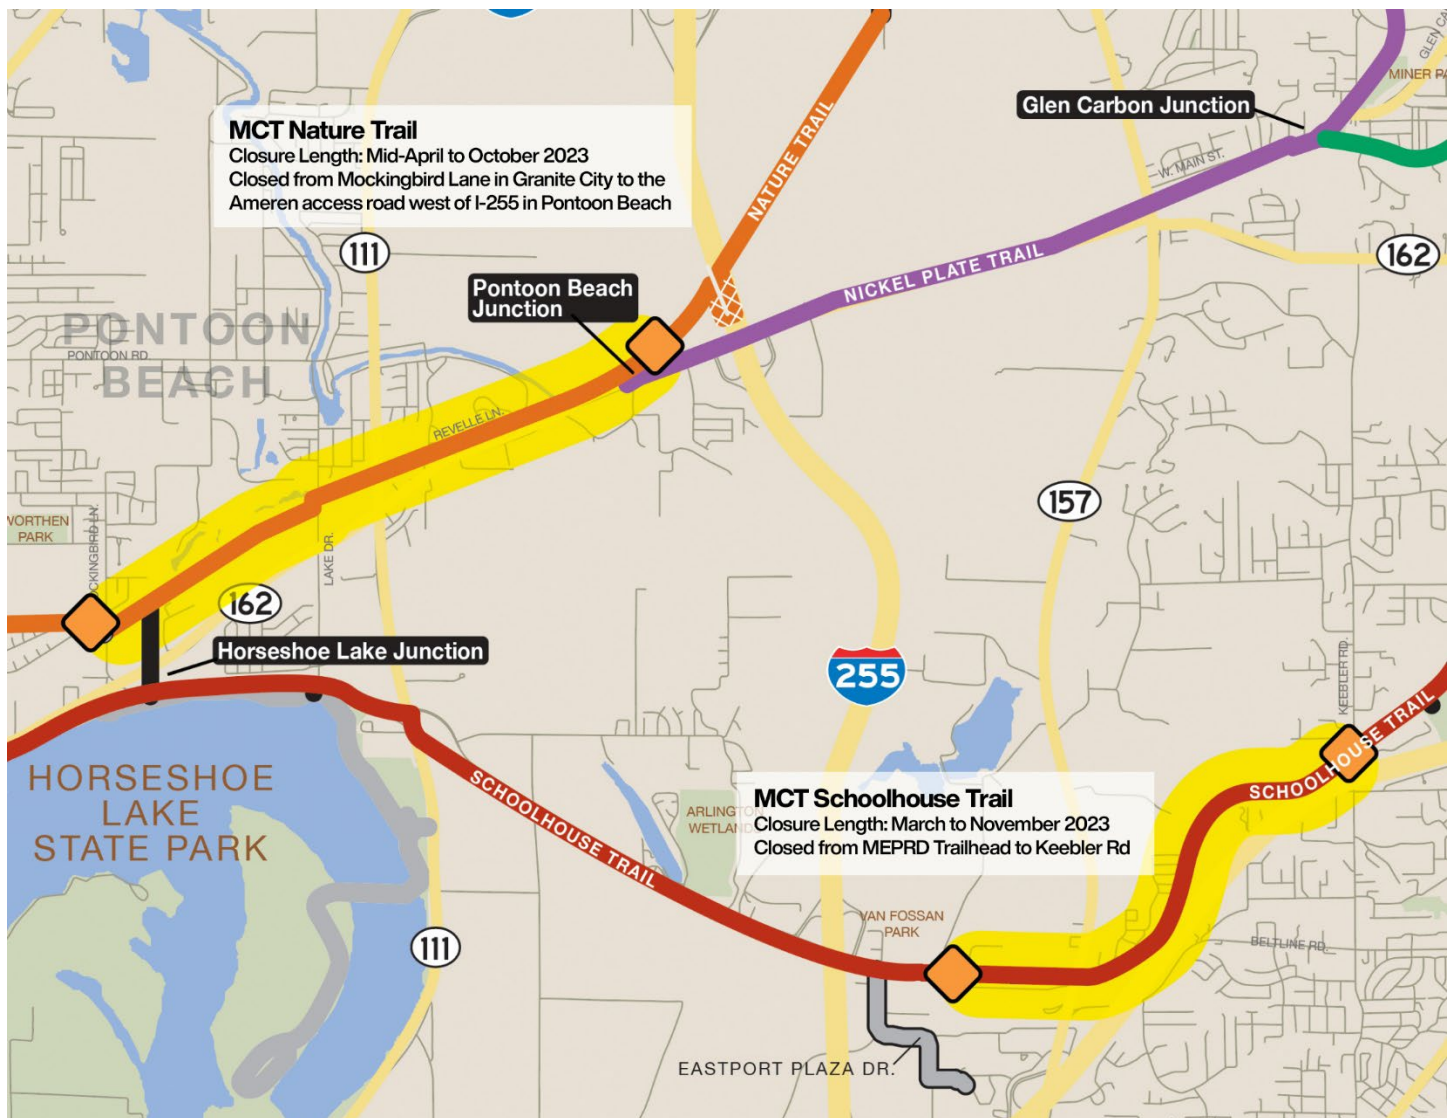 MCT Nature Trail
Closure Length: Mid-April to October 2023
Closed from Mockingbird Lane in Granite City to the
Ameren access road west of I-255 in Pontoon Beach
NATURE TRAIL
Glen Carbon Junction
MINER
W. MAIN ST.
111
162
NICKEL PLATE TRAIL
Pontoon Beach
Junction
PONTOON
BEACH
PONTOON RD.
REVELLE LN.
157
WORTHEN
PARK
LAKE DR.
162
Horseshoe Lake Junction
255
KEEBLER RD.
SCHOOLHOUSE TRAIL
HORSESHOE
LAKE
STATE PARK
SCHOOLHOUSE TRAIL
ARLINGTON
MCT Schoolhouse Trail
Closure Length: March to November 2023
Closed from MEPRD Trailhead to Keebler Rd
VAN FOSSAN
PARK
111
BELTLINE RD.
EASTPORT PLAZA DR.